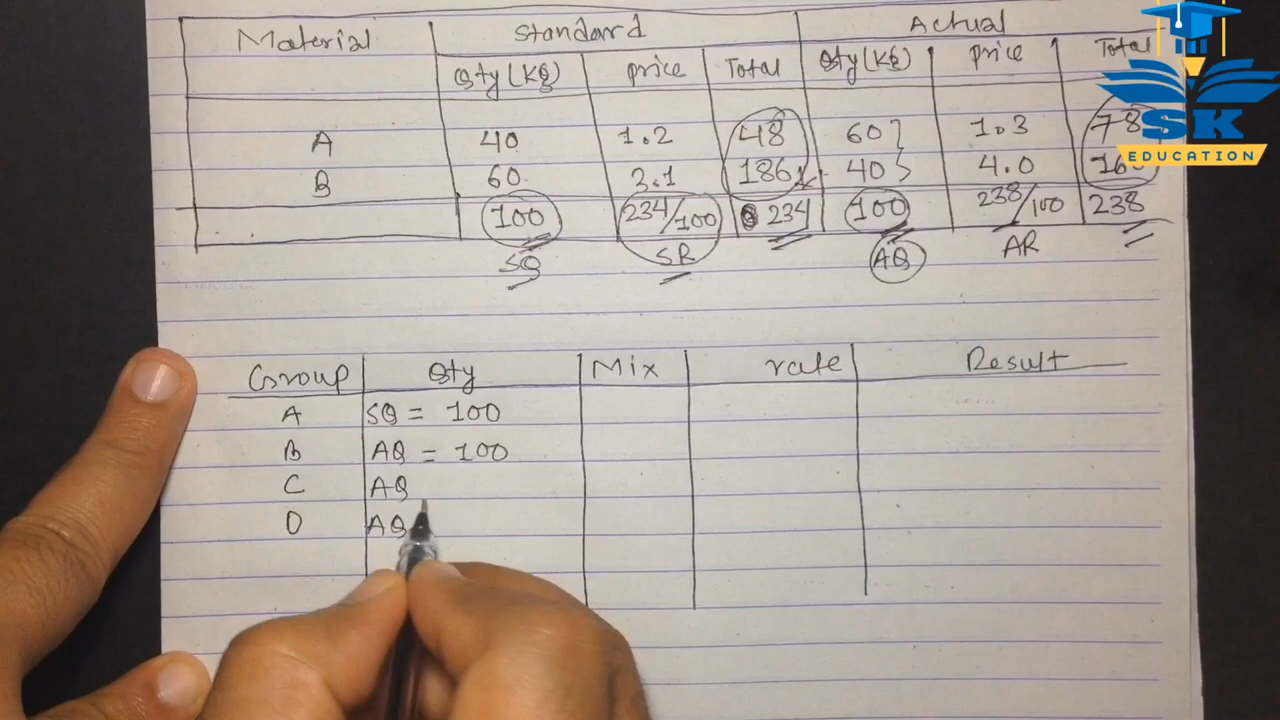 Material Standard Actual
Qty (KG) price Total Qty (KG) price Total
A 40 1.2 48 60 1.3 78
B 60 3.1 186 40 4.0
100 234/100 234 100 238/100 238
SQ SR AQ AR
SK
EDUCATION
Group Qty Mix rate Result
A SQ = 100
B AQ = 100
C AQ
D AQ